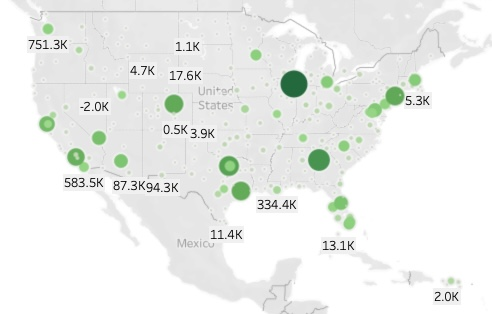 751.3K
1.1K
4.7K
17.6K
United
States
-2.0K
5.3K
0.5K
3.9K
583.5K
87.3K
94.3K
334.4K
11.4K
Mexico
13.1K
2.0K